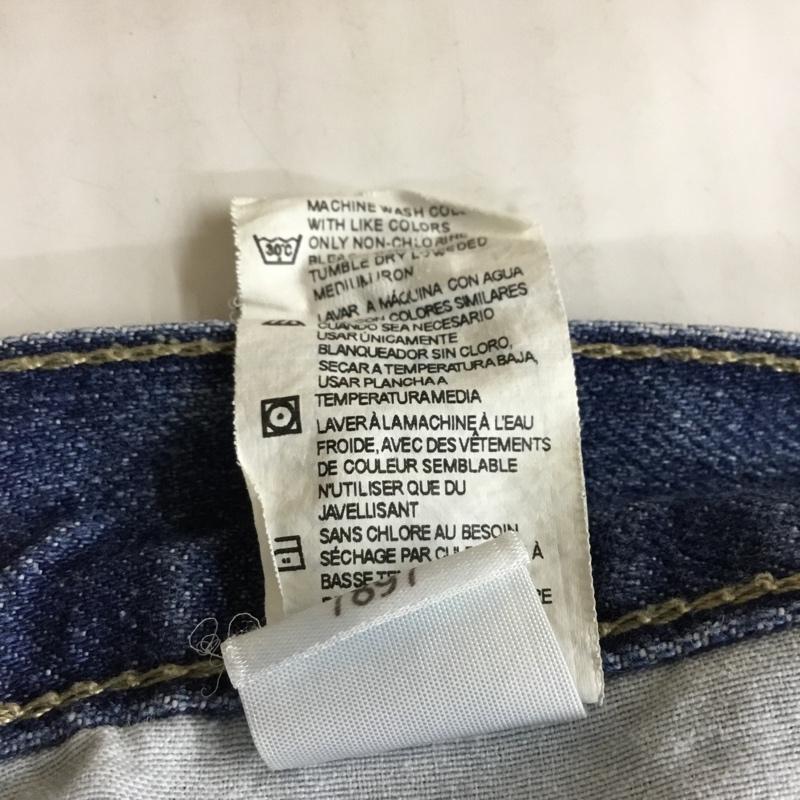 MACHINE WASH
WITH LIKE COLORS
30°C
ONLY NON-CHLORINE
TUMBLE DRY
MEDIUM IRON
LAVAR A MÁQUINA CON AGUA
CON COLORES SIMILARES
CUANDO SEA NECESARIO
USAR ÚNICAMENTE
BLANQUEADOR SIN CLORO,
SECAR A TEMPERATURA BAJA,
USAR PLANCHA A
TEMPERATURA MEDIA
LAVER À LA MACHINE À L'EAU
FROIDE, AVEC DES VÊTEMENTS
DE COULEUR SEMBLABLE
N'UTILISER QUE DU
JAVELLISANT
SANS CHLORE AU BESOIN
SÉCHAGE PAR À
BASSE